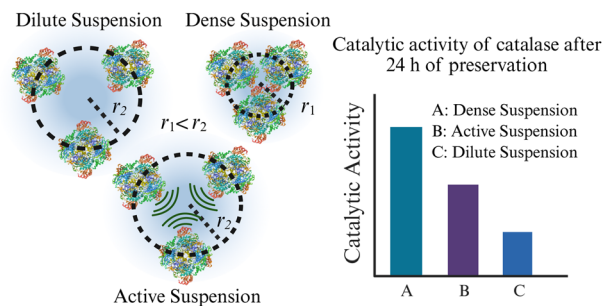 Dilute Suspension
Dense Suspension
r2
r1
r1<r2
r2
Active Suspension
Catalytic activity of catalase after
24 h of preservation
A: Dense Suspension
B: Active Suspension
C: Dilute Suspension
Catalytic Activity
A
B
C